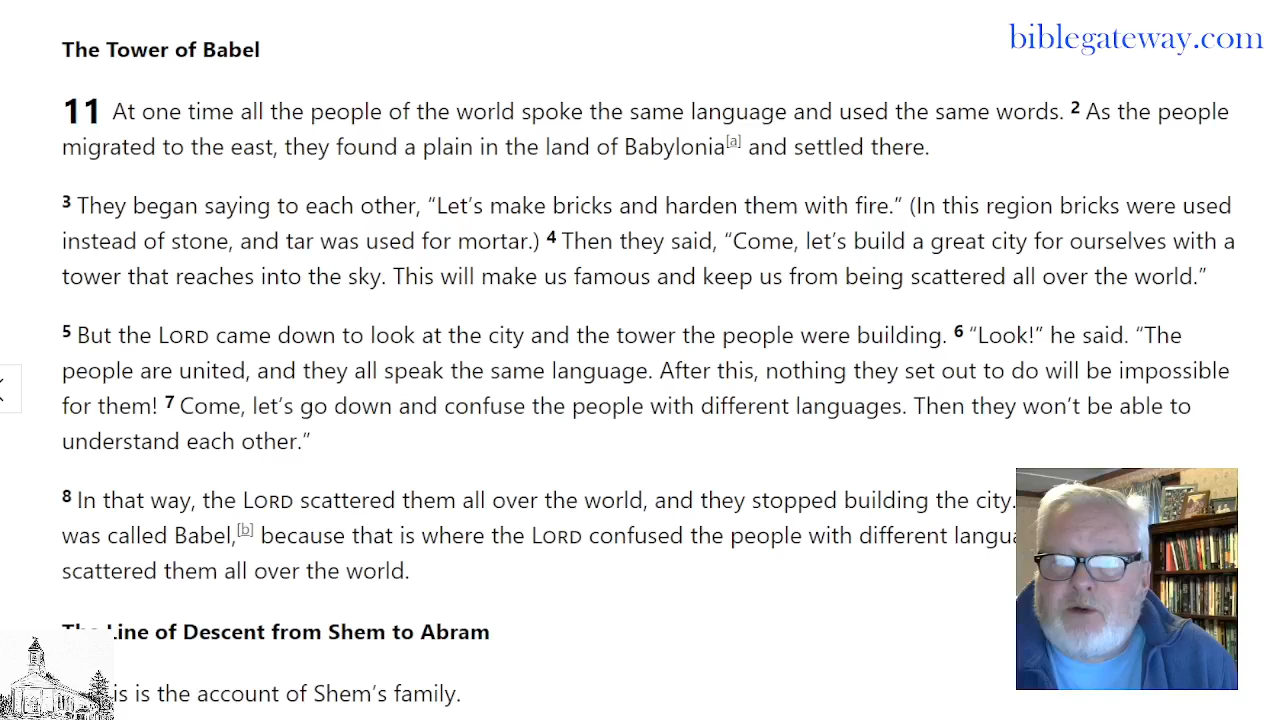 biblegateway.com
The Tower of Babel
11 At one time all the people of the world spoke the same language and used the same words. 2 As the people
migrated to the east, they found a plain in the land of Babylonia[a] and settled there.
3 They began saying to each other, “Let’s make bricks and harden them with fire.” (In this region bricks were used
instead of stone, and tar was used for mortar.) 4 Then they said, “Come, let’s build a great city for ourselves with a
tower that reaches into the sky. This will make us famous and keep us from being scattered all over the world.”
5 But the LORD came down to look at the city and the tower the people were building. 6 “Look!” he said. “The
people are united, and they all speak the same language. After this, nothing they set out to do will be impossible
for them! 7 Come, let’s go down and confuse the people with different languages. Then they won’t be able to
understand each other.”
8 In that way, the LORD scattered them all over the world, and they stopped building the city.
was called Babel,[b] because that is where the LORD confused the people with different
scattered them all over the world.
Line of Descent from Shem to Abram
is is the account of Shem’s family.